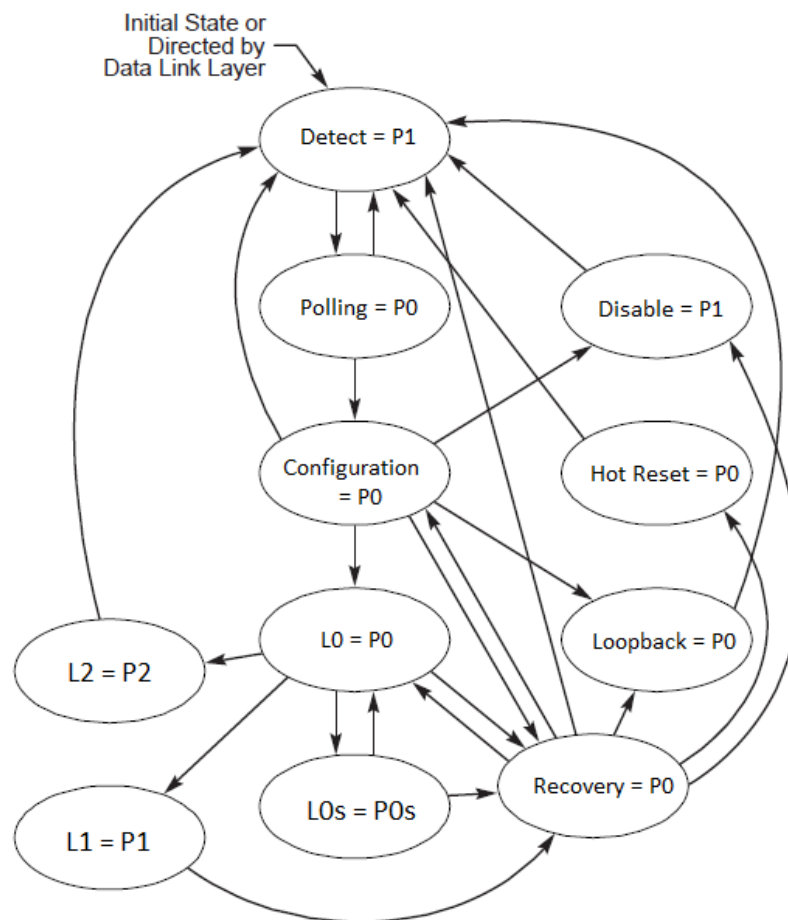 Initial State or
Directed by
Data Link Layer
Detect = P1
Polling = P0
Disable = P1
Configuration
= P0
Hot Reset = P0
L0 = P0
Loopback = P0
L2 = P2
Recovery = P0
L0s = P0s
L1 = P1